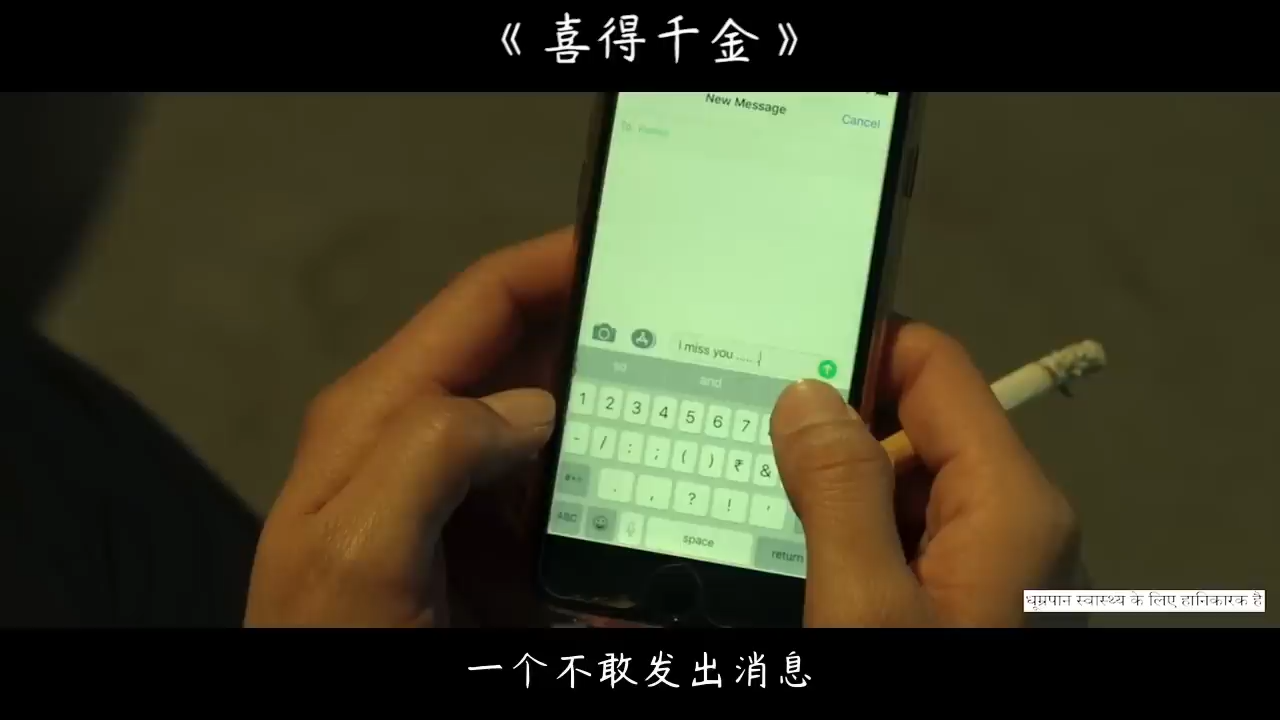 《喜得千金》
New Message
Cancel
I miss you .....
so
and
1 2 3 4 5 6 7
- / : ; ( ) ₹ &
. , ? ! '
ABC
space
return
धूम्रपान स्वास्थ्य के लिए हानिकारक है
一个不敢发出消息